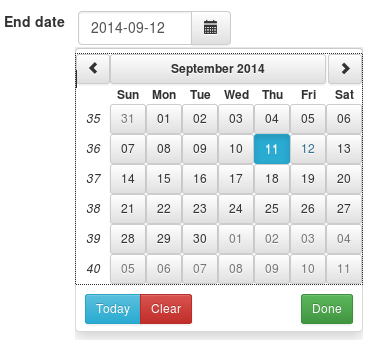 End date 2014-09-12
September 2014
Sun Mon Tue Wed Thu Fri Sat
35 31 01 02 03 04 05 06
36 07 08 09 10 11 12 13
37 14 15 16 17 18 19 20
38 21 22 23 24 25 26 27
39 28 29 30 01 02 03 04
40 05 06 07 08 09 10 11
Today Clear Done